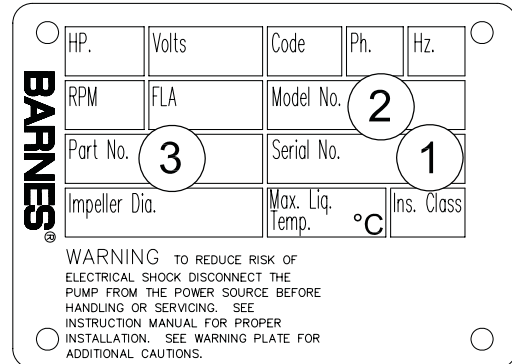 HP. Volts Code Ph. Hz.
BARNES®
RPM FLA Model No. 2
Part No. 3 Serial No. 1
Impeller Dia. Max. Liq. Temp. °C Ins. Class
WARNING TO REDUCE RISK OF
ELECTRICAL SHOCK DISCONNECT THE
PUMP FROM THE POWER SOURCE BEFORE
HANDLING OR SERVICING. SEE
INSTRUCTION MANUAL FOR PROPER
INSTALLATION. SEE WARNING PLATE FOR
ADDITIONAL CAUTIONS.